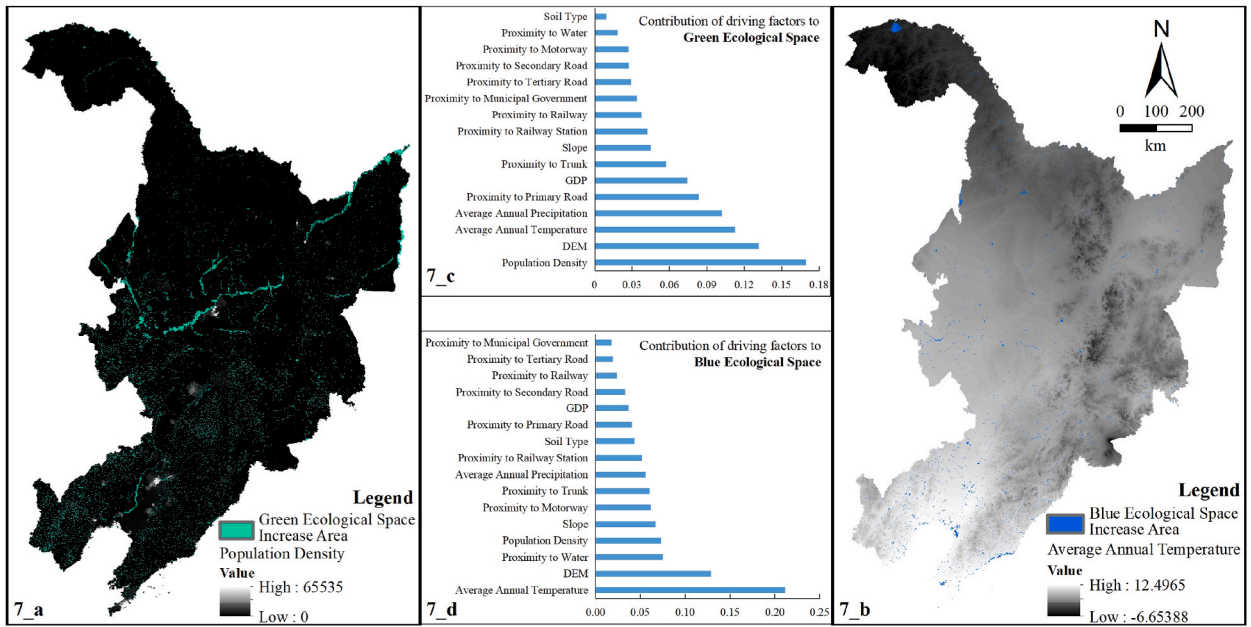 Legend
Green Ecological Space
Increase Area
Population Density
Value
High : 65535
Low : 0
7_a
Contribution of driving factors to
Green Ecological Space
Soil Type
Proximity to Water
Proximity to Motorway
Proximity to Secondary Road
Proximity to Tertiary Road
Proximity to Municipal Government
Proximity to Railway
Proximity to Railway Station
Slope
Proximity to Trunk
GDP
Proximity to Primary Road
Average Annual Precipitation
Average Annual Temperature
DEM
Population Density
7_c
0 0.03 0.06 0.09 0.12 0.15 0.18
Contribution of driving factors to
Blue Ecological Space
Proximity to Municipal Government
Proximity to Tertiary Road
Proximity to Railway
Proximity to Secondary Road
GDP
Proximity to Primary Road
Soil Type
Proximity to Railway Station
Average Annual Precipitation
Proximity to Trunk
Proximity to Motorway
Slope
Population Density
Proximity to Water
DEM
Average Annual Temperature
7_d
0.00 0.05 0.10 0.15 0.20 0.25
N
0 100 200
km
Legend
Blue Ecological Space
Increase Area
Average Annual Temperature
Value
High : 12.4965
Low : -6.65388
7_b